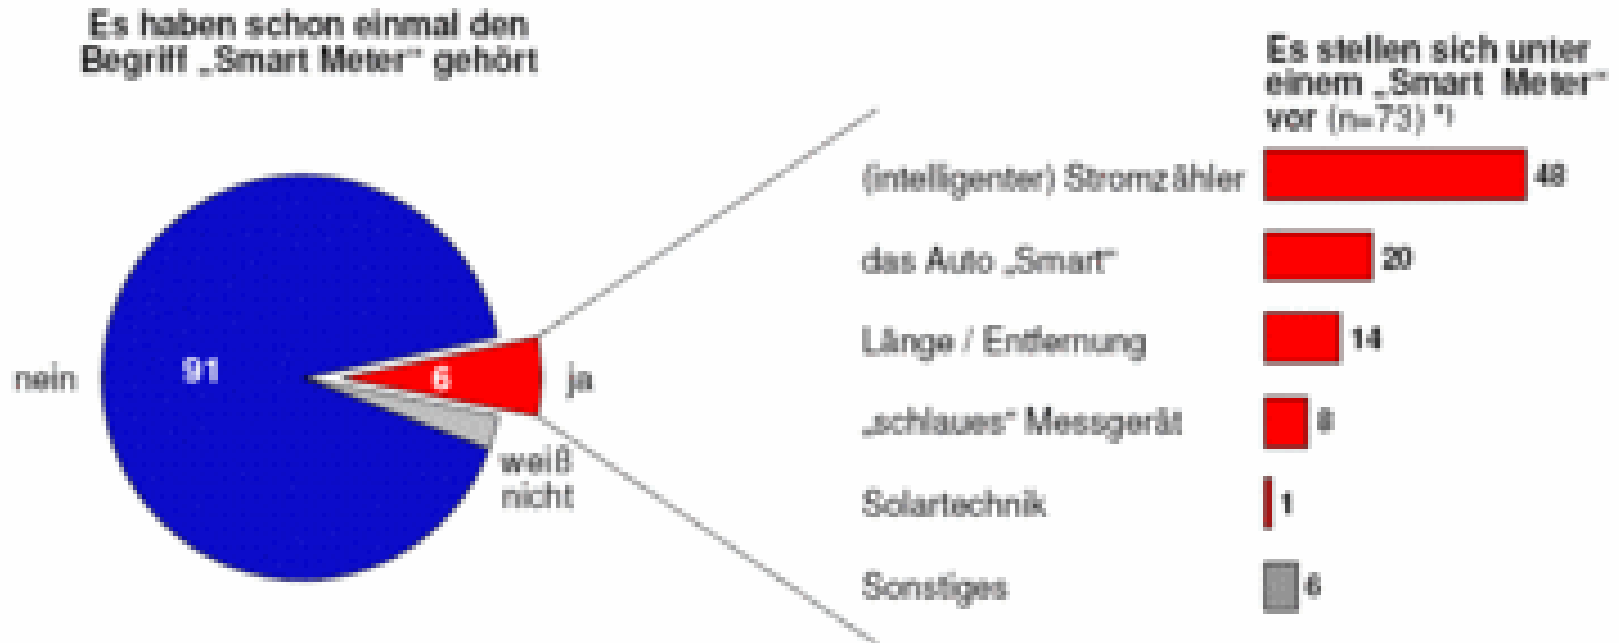 Es haben schon einmal den
Begriff „Smart Meter“ gehört
nein
91
6
ja
weiß
nicht
Es stellen sich unter
einem „Smart Meter“
vor (n=73) *)
(intelligenter) Stromzähler 48
das Auto „Smart“ 20
Länge / Entfernung 14
„schlaues“ Messgerät 8
Solartechnik 1
Sonstiges 6